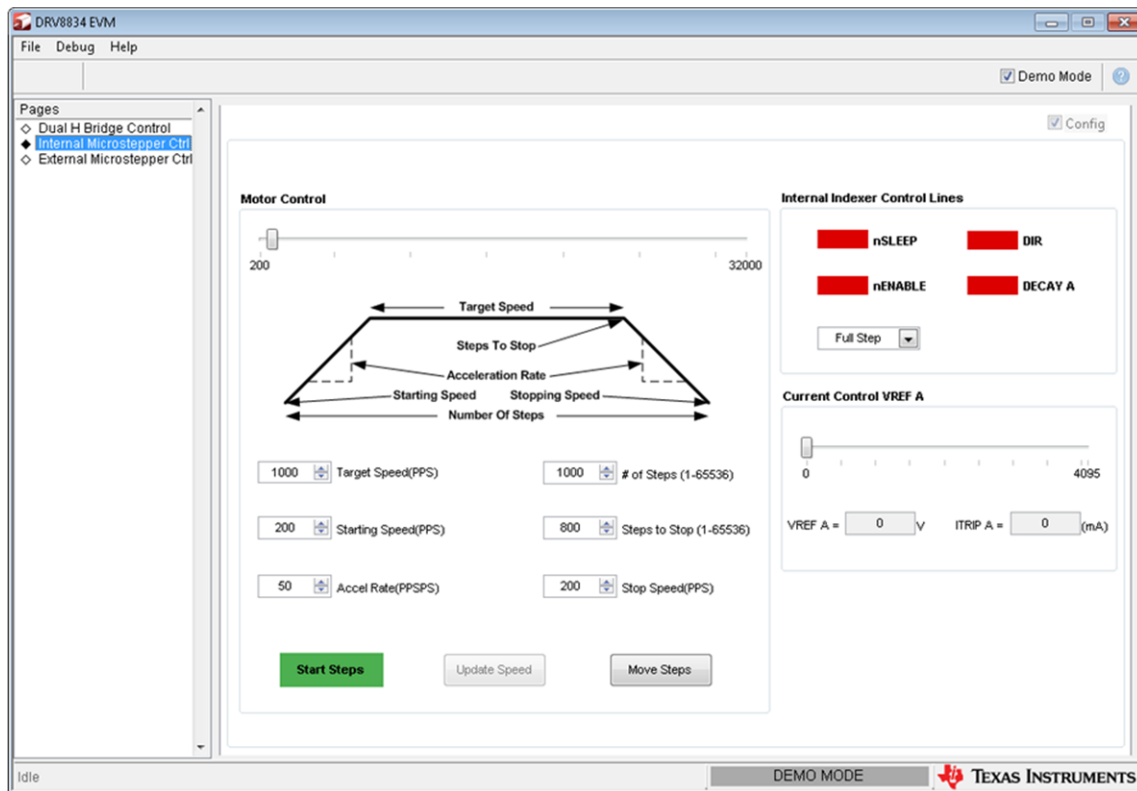 DRV8834 EVM
File Debug Help
Demo Mode
Pages
Dual H Bridge Control
Internal Microstepper Ctrl
External Microstepper Ctrl
Config
Motor Control
200 32000
Target Speed
Steps To Stop
Acceleration Rate
Starting Speed Stopping Speed
Number Of Steps
1000 Target Speed(PPS) 1000 # of Steps (1-65536)
200 Starting Speed(PPS) 800 Steps to Stop (1-65536)
50 Accel Rate(PPSPS) 200 Stop Speed(PPS)
Start Steps Update Speed Move Steps
Internal Indexer Control Lines
nSLEEP DIR
nENABLE DECAY A
Full Step
Current Control VREF A
0 4095
VREF A = 0 V ITRIP A = 0 (mA)
Idle DEMO MODE TEXAS INSTRUMENTS